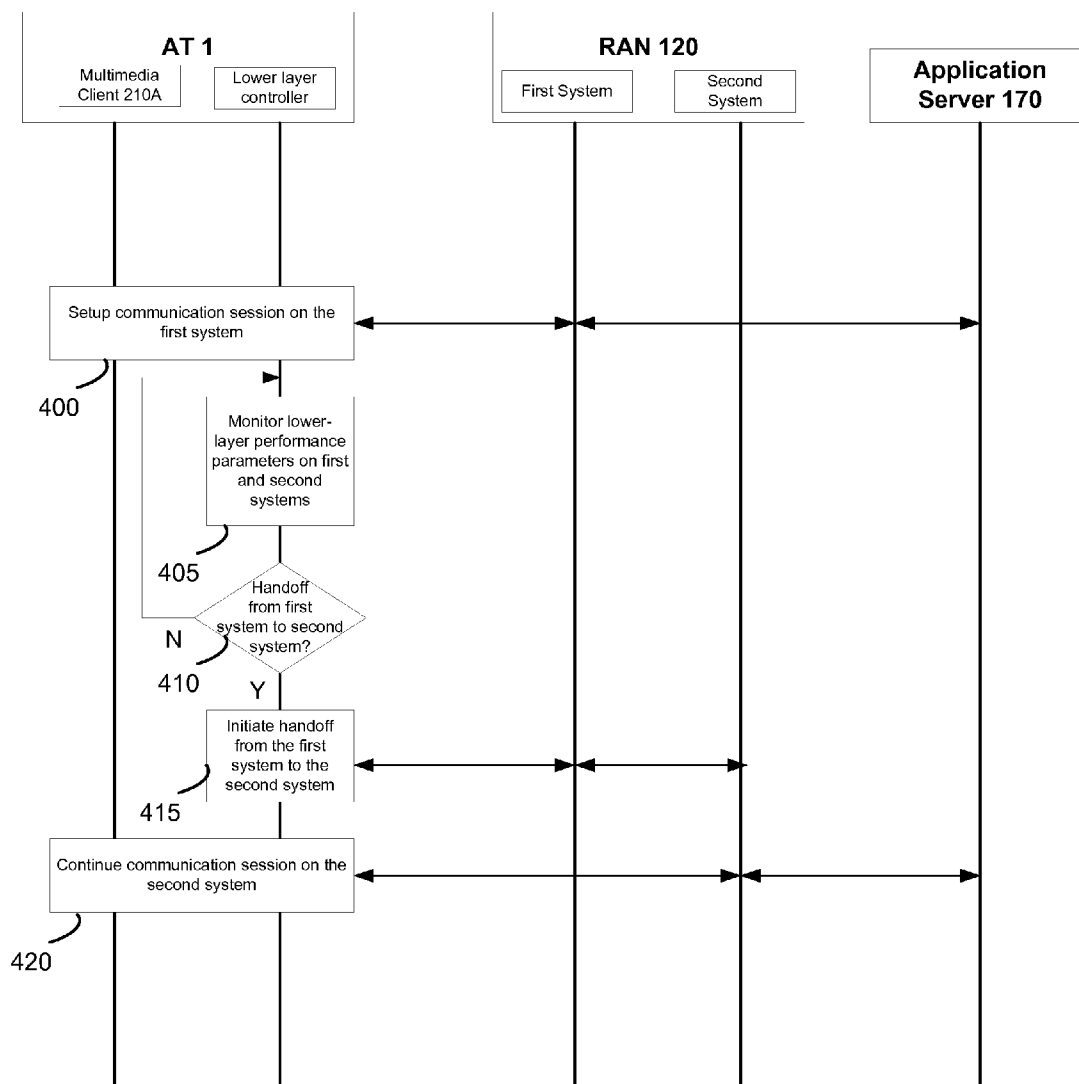 AT 1
Multimedia
Client 210A
Lower layer
controller
RAN 120
First System
Second
System
Application
Server 170
Setup communication session on the
first system
400
Monitor lower-
layer performance
parameters on first
and second
systems
405
Handoff
from first
system to second
system?
N
410
Y
Initiate handoff
from the first
system to the
second system
415
Continue communication session on the
second system
420